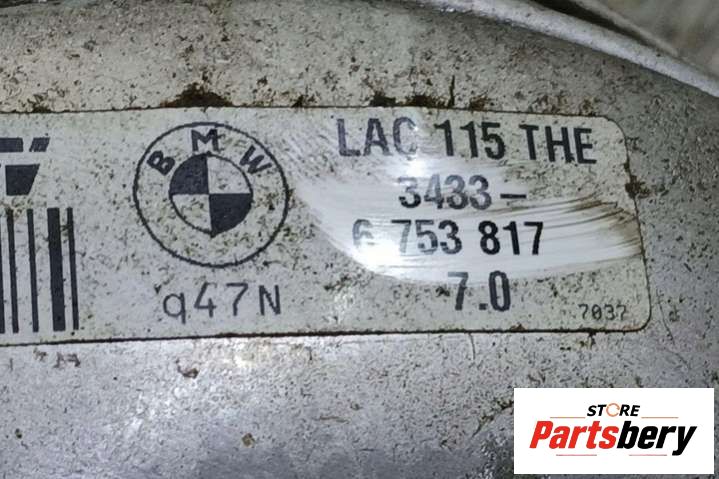 BMW
q47N
LAC 115 THE
3433-
6 753 817
7.0
7037
STORE
Partsbery